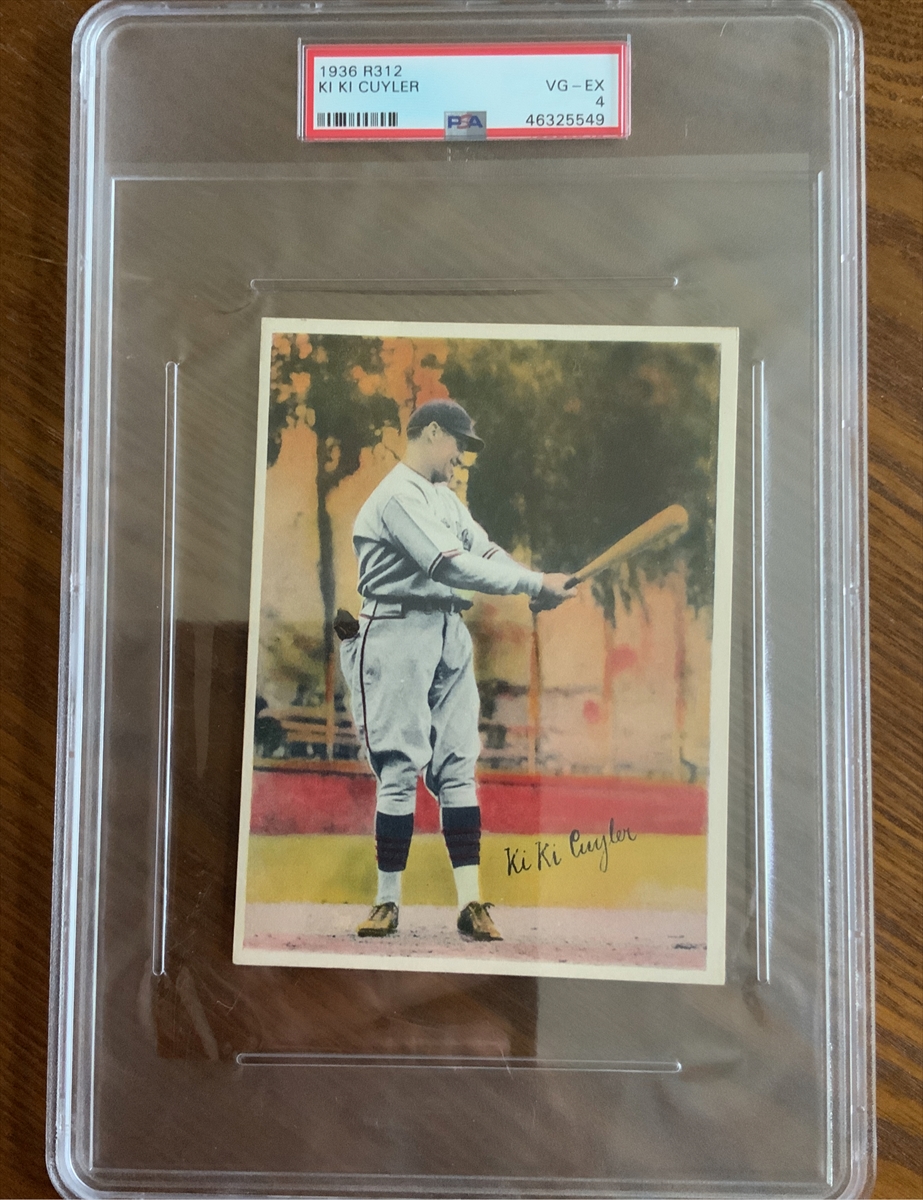 1936 R312
KI KI CUYLER
VG – EX
4
PSA
46325549
Ki Ki Cuyler